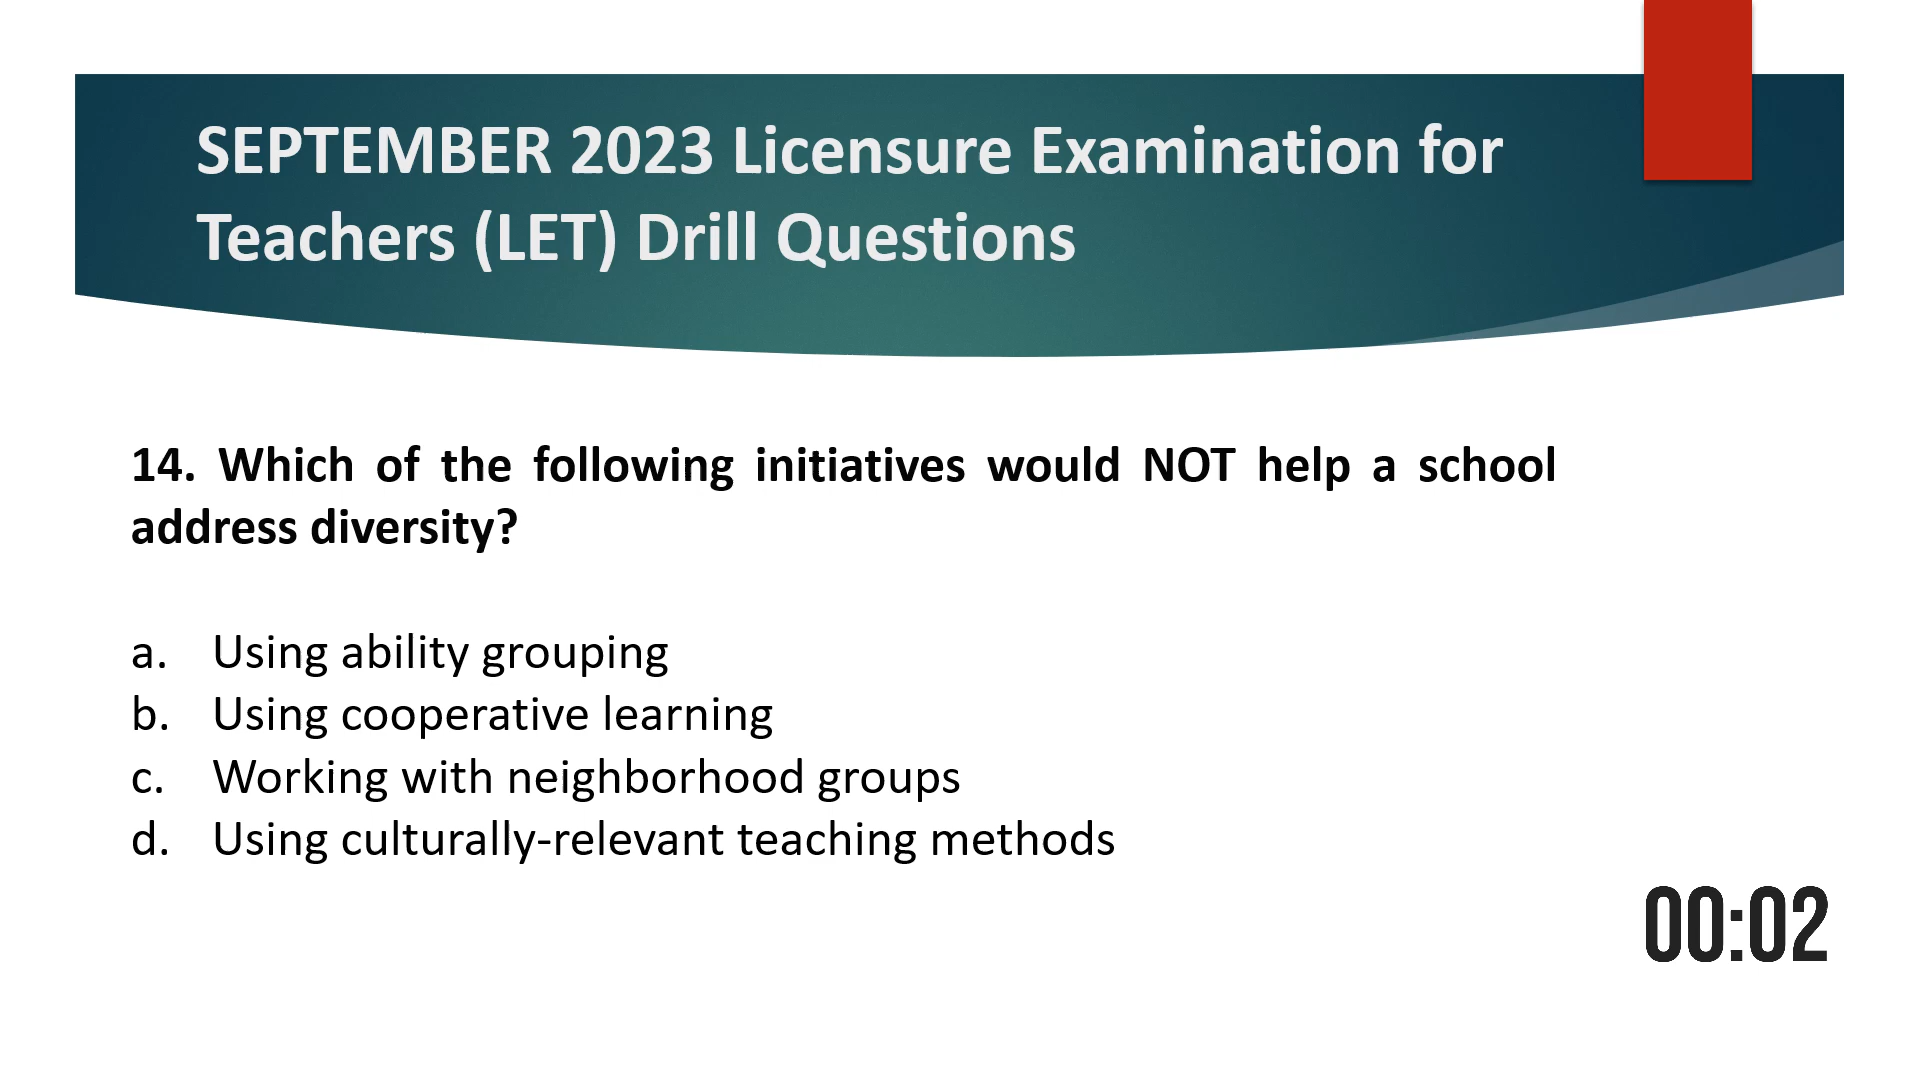 SEPTEMBER 2023 Licensure Examination for
Teachers (LET) Drill Questions
14. Which of the following initiatives would NOT help a school
address diversity?
a. Using ability grouping
b. Using cooperative learning
c. Working with neighborhood groups
d. Using culturally-relevant teaching methods
00:02